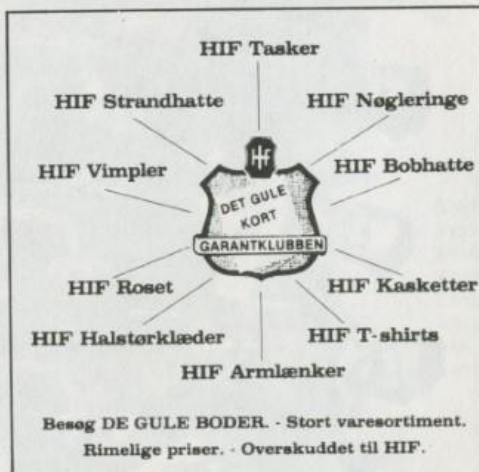 HIF Tasker
HIF Strandhatte
HIF Nøgleringe
HIF Vimpler
HIF
HIF Bobhatte
DET GULE
KORT
GARANTKLUBBEN
HIF Roset
HIF Kasketter
HIF Halstørklæder
HIF T-shirts
HIF Armlænker
Besøg DE GULE BODER. - Stort varesortiment.
Rimelige priser. - Overskuddet til HIF.